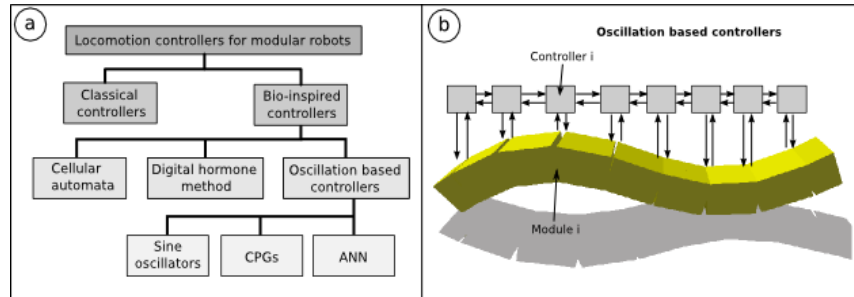 a
Locomotion controllers for modular robots
Classical
controllers
Bio-inspired
controllers
Cellular
automata
Digital hormone
method
Oscillation based
controllers
Sine
oscillators
CPGs
ANN
b
Oscillation based controllers
Controller i
Module i